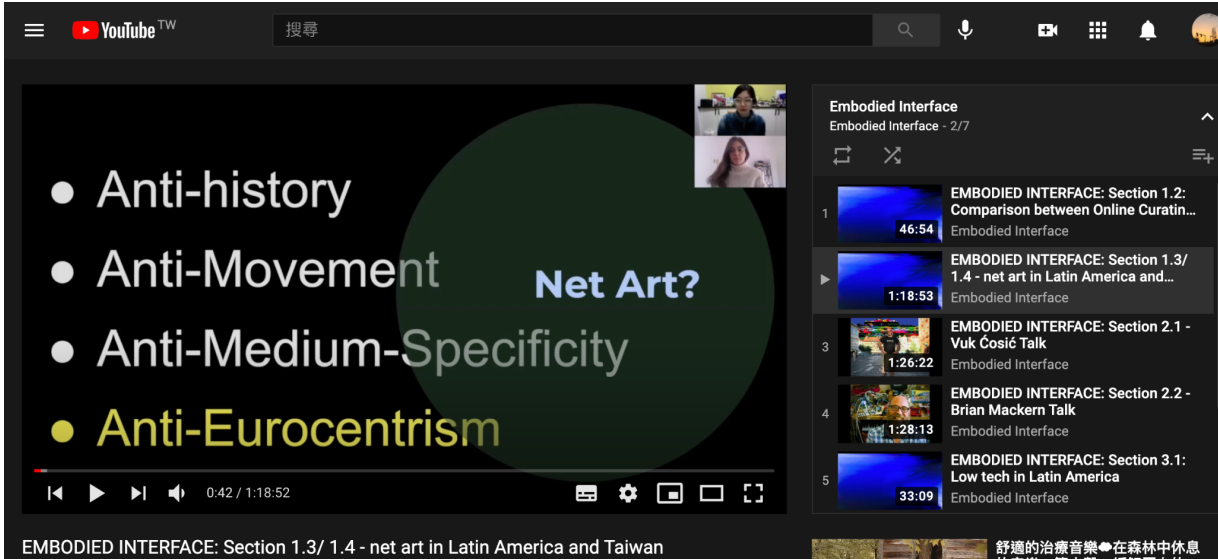 YouTube TW
搜尋
Anti-history
Anti-Movement
Anti-Medium-Specificity
Anti-Eurocentrism
Net Art?
0:42 / 1:18:52
EMBODIED INTERFACE: Section 1.3/ 1.4 - net art in Latin America and Taiwan
Embodied Interface
Embodied Interface - 2/7
1
46:54
EMBODIED INTERFACE: Section 1.2:
Comparison between Online Curatin...
Embodied Interface
1:18:53
EMBODIED INTERFACE: Section 1.3/
1.4 - net art in Latin America and...
Embodied Interface
3
1:26:22
EMBODIED INTERFACE: Section 2.1 -
Vuk Ćosić Talk
Embodied Interface
4
1:28:13
EMBODIED INTERFACE: Section 2.2 -
Brian Mackern Talk
Embodied Interface
5
33:09
EMBODIED INTERFACE: Section 3.1:
Low tech in Latin America
Embodied Interface
舒適的治療音樂在森林中休息